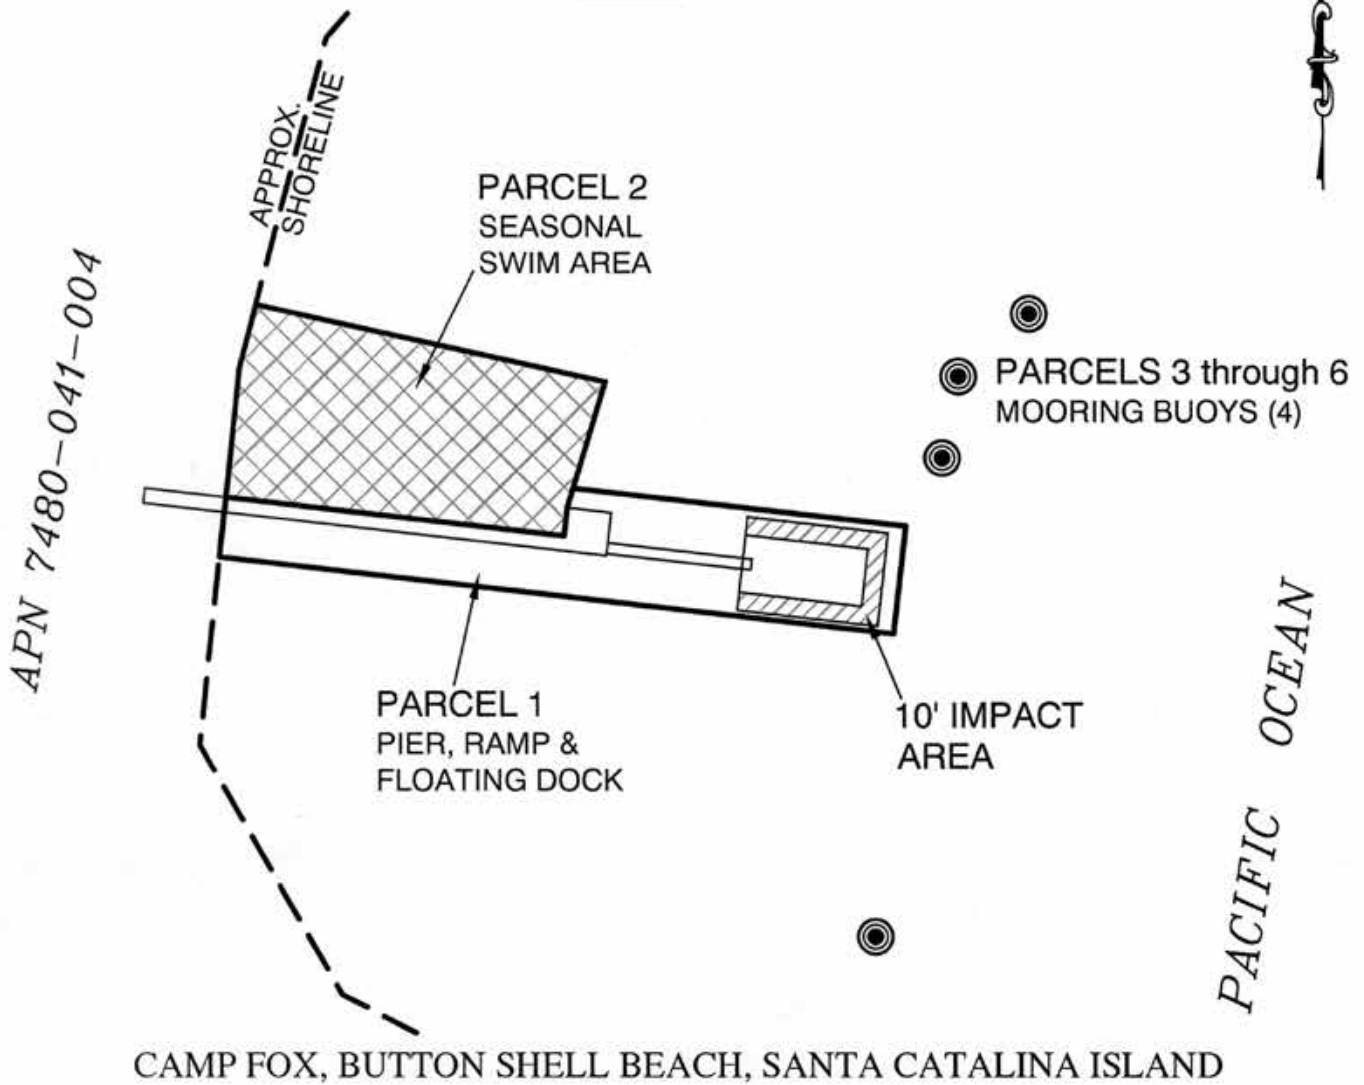 APPROX.
SHORELINE
PARCEL 2
SEASONAL
SWIM AREA
APN 7480-041-004
PARCELS 3 through 6
MOORING BUOYS (4)
PARCEL 1
PIER, RAMP &
FLOATING DOCK
10' IMPACT
AREA
PACIFIC OCEAN
CAMP FOX, BUTTON SHELL BEACH, SANTA CATALINA ISLAND